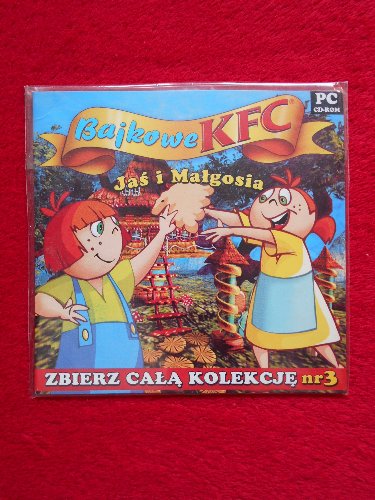 PC
CD-ROM
Bajkowe KFC
Jaś i Małgosia
ZBIERZ CAŁĄ KOLEKCJĘ nr3